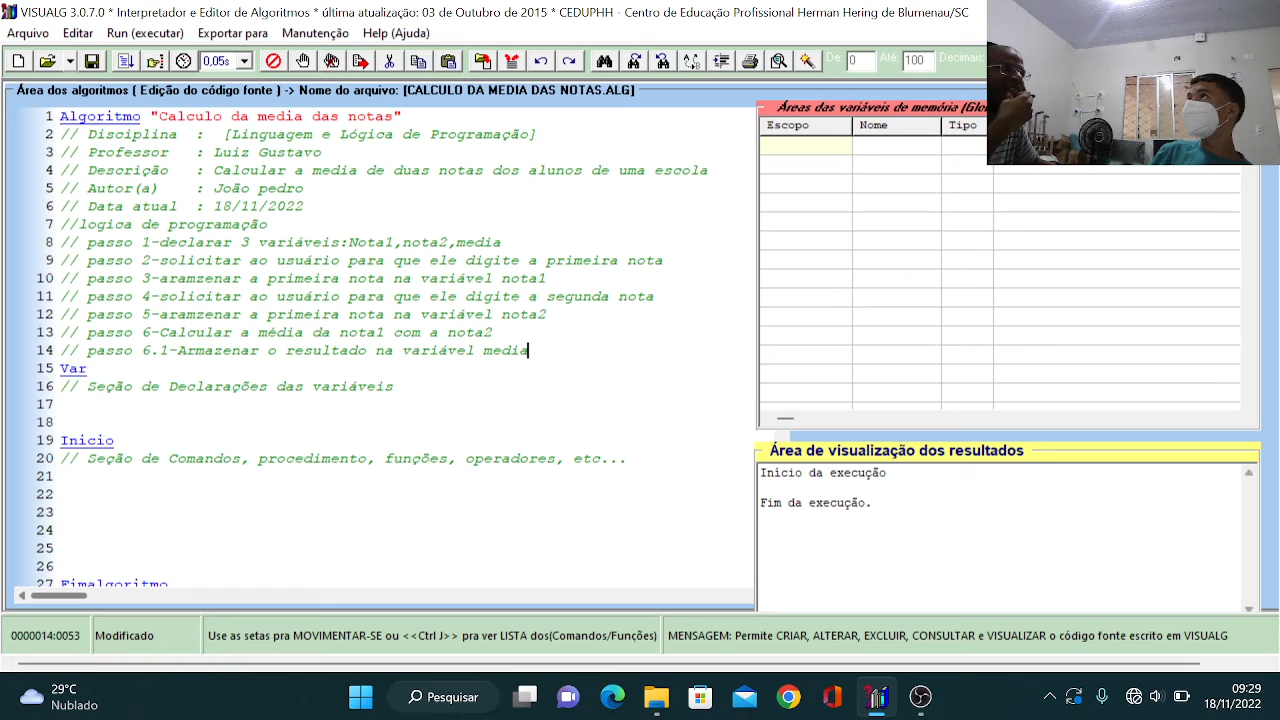 VISUALG 3.0.7.0 * Interpretador e Editor de Algoritmos * última atualização: 03 de Outubro de 2015 * CEDUPHH - Centro de Educação Profissional Herman Hering de Blumenau/SC
Arquivo Editar Run (executar) Exportar para Manutenção Help (Ajuda)
0,05s De: 0 Até: 100 Decimais:
Área dos algoritmos ( Edição do código fonte ) -> Nome do arquivo: [CALCULO DA MEDIA DAS NOTAS.ALG]
1 Algoritmo "Calculo da media das notas"
2 // Disciplina : [Linguagem e Lógica de Programação]
3 // Professor : Luiz Gustavo
4 // Descrição : Calcular a media de duas notas dos alunos de uma escola
5 // Autor(a) : João pedro
6 // Data atual : 18/11/2022
7 //logica de programação
8 // passo 1-declarar 3 variáveis:Nota1,nota2,media
9 // passo 2-solicitar ao usuário para que ele digite a primeira nota
10 // passo 3-aramzenar a primeira nota na variável nota1
11 // passo 4-solicitar ao usuário para que ele digite a segunda nota
12 // passo 5-aramzenar a primeira nota na variável nota2
13 // passo 6-Calcular a média da nota1 com a nota2
14 // passo 6.1-Armazenar o resultado na variável media
15 Var
16 // Seção de Declarações das variáveis
17
18
19 Inicio
20 // Seção de Comandos, procedimento, funções, operadores, etc...
21
22
23
24
25
26
27 Fimalgoritmo
Áreas das variáveis de memória (Glo
Escopo Nome Tipo
Área de visualização dos resultados
Início da execução
Fim da execução.
0000014:0053 Modificado Use as setas pra MOVIMENTAR-SE ou <<Ctrl J>> pra ver LISTA dos(Comandos/Funções) MENSAGEM: Permite CRIAR, ALTERAR, EXCLUIR, CONSULTAR e VISUALIZAR o código fonte escrito em VISUALG
29°C
Nublado
Pesquisar
09:29
18/11/2022